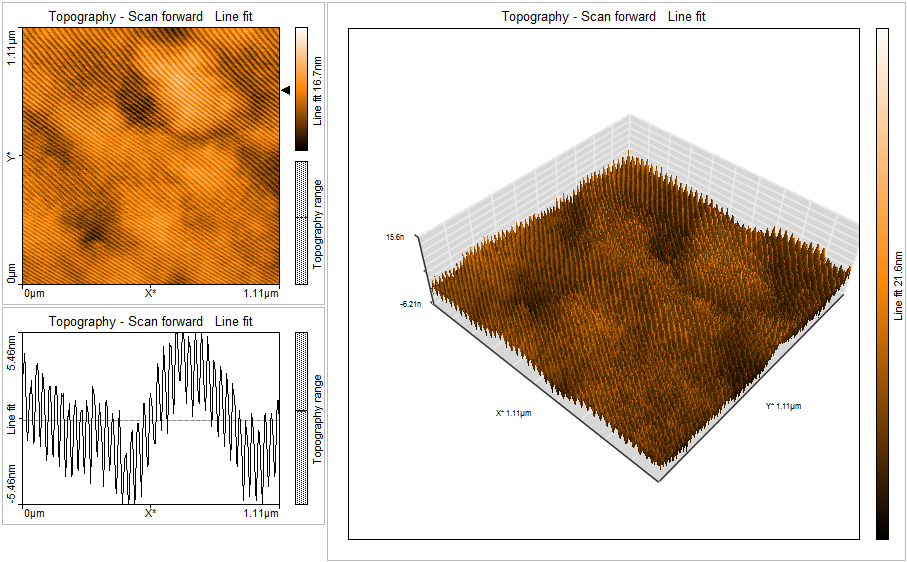 Topography - Scan forward Line fit
1.11µm
Y*
0µm
0µm
X*
1.11µm
Line fit 16.7nm
Topography range
Topography - Scan forward Line fit
5.46nm
Line fit
-5.46nm
0µm
X*
1.11µm
Topography range
Topography - Scan forward Line fit
15.6n
-6.21n
X* 1.11µm
Y* 1.11µm
Line fit 21.6nm